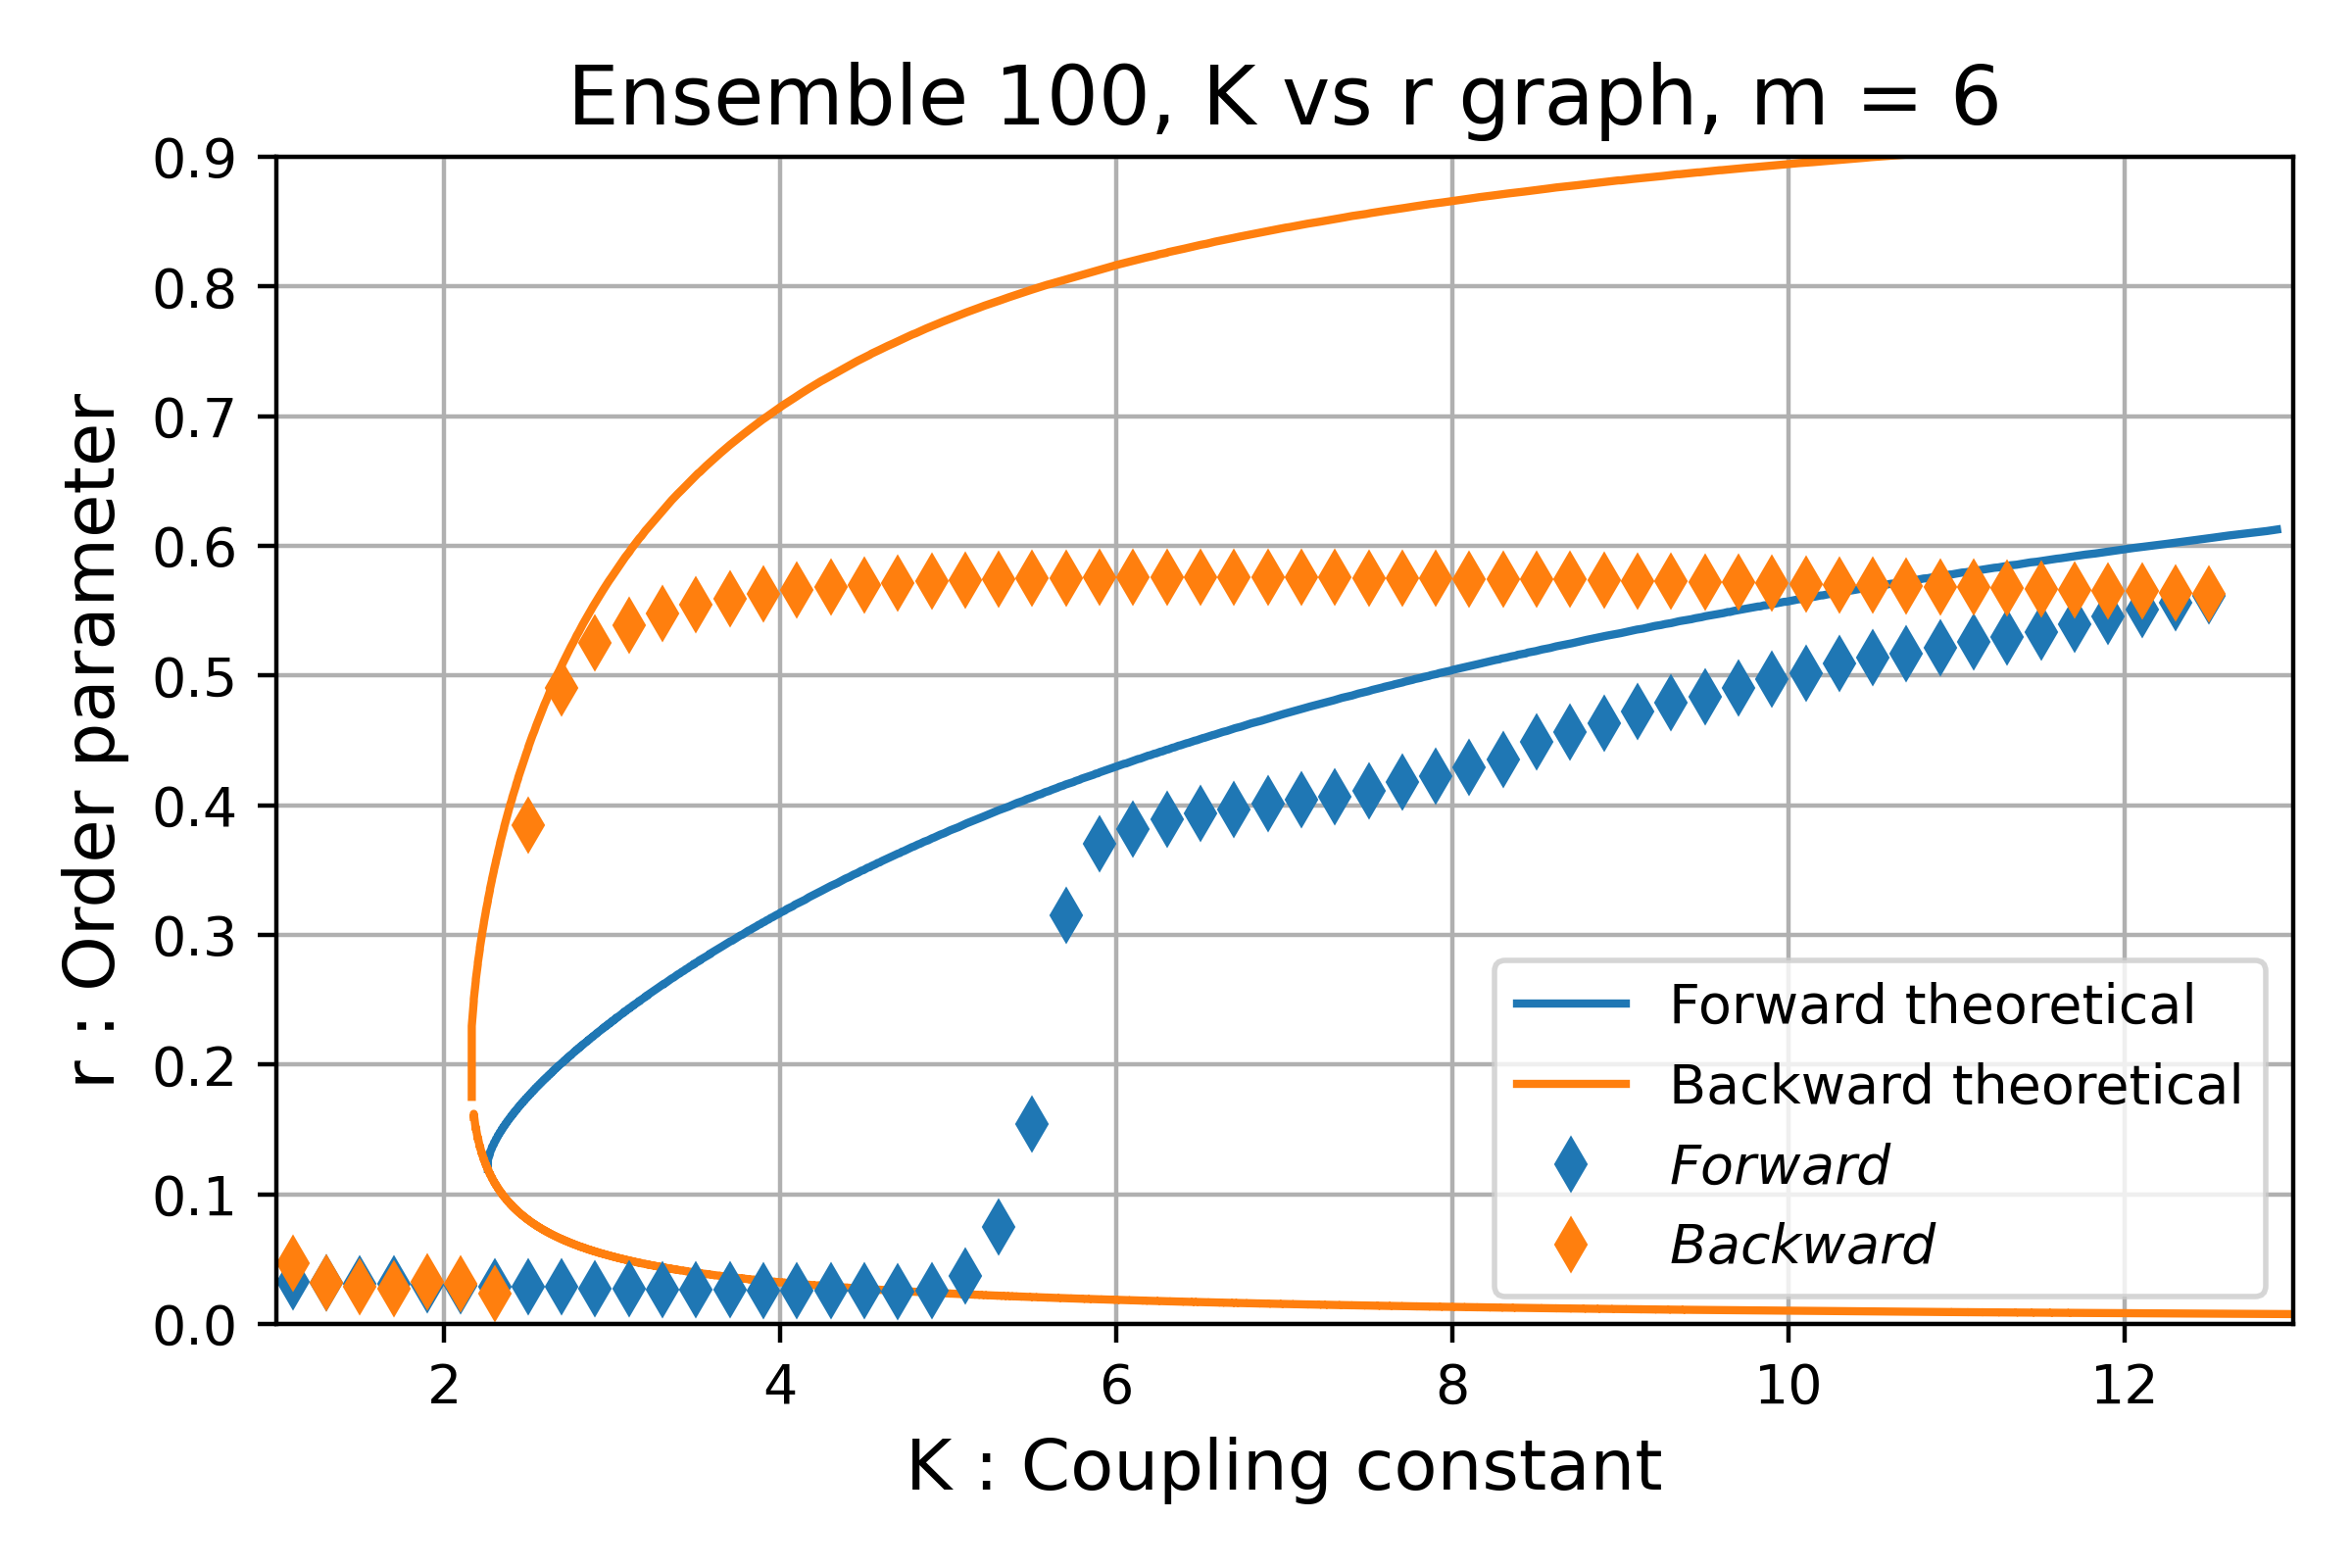 Ensemble 100, K vs r graph, m = 6
0.9
0.8
0.7
0.6
0.5
0.4
0.3
0.2
0.1
0.0
r : Order parameter
Forward theoretical
Backward theoretical
Forward
Backward
2 4 6 8 10 12
K : Coupling constant